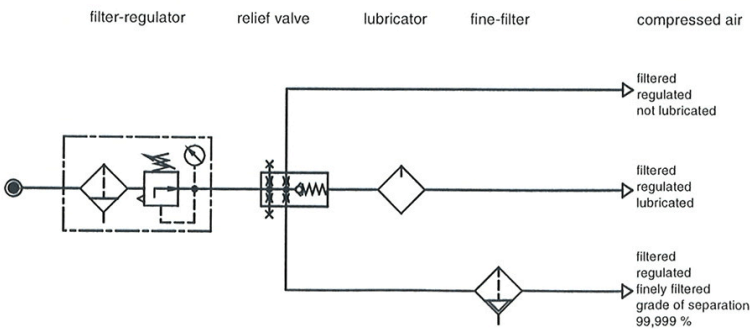 filter-regulator relief valve lubricator fine-filter compressed air
filtered
regulated
not lubricated
filtered
regulated
lubricated
filtered
regulated
finely filtered
grade of separation
99,999 %